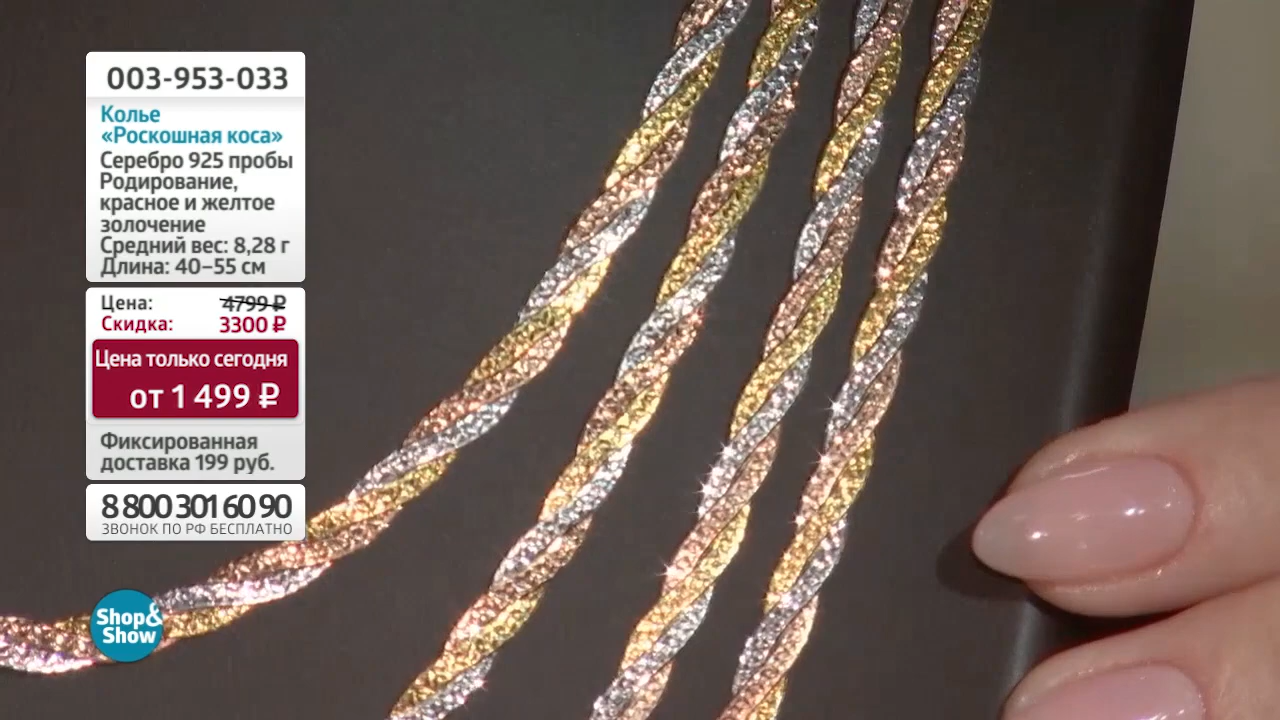 003-953-033
Колье
«Роскошная коса»
Серебро 925 пробы
Родирование,
красное и желтое
золочение
Средний вес: 8,28 г
Длина: 40–55 см
Цена: 4799 ₽
Скидка: 3300 ₽
Цена только сегодня
от 1 499 ₽
Фиксированная
доставка 199 руб.
8 800 301 60 90
ЗВОНОК ПО РФ БЕСПЛАТНО
Shop&
Show